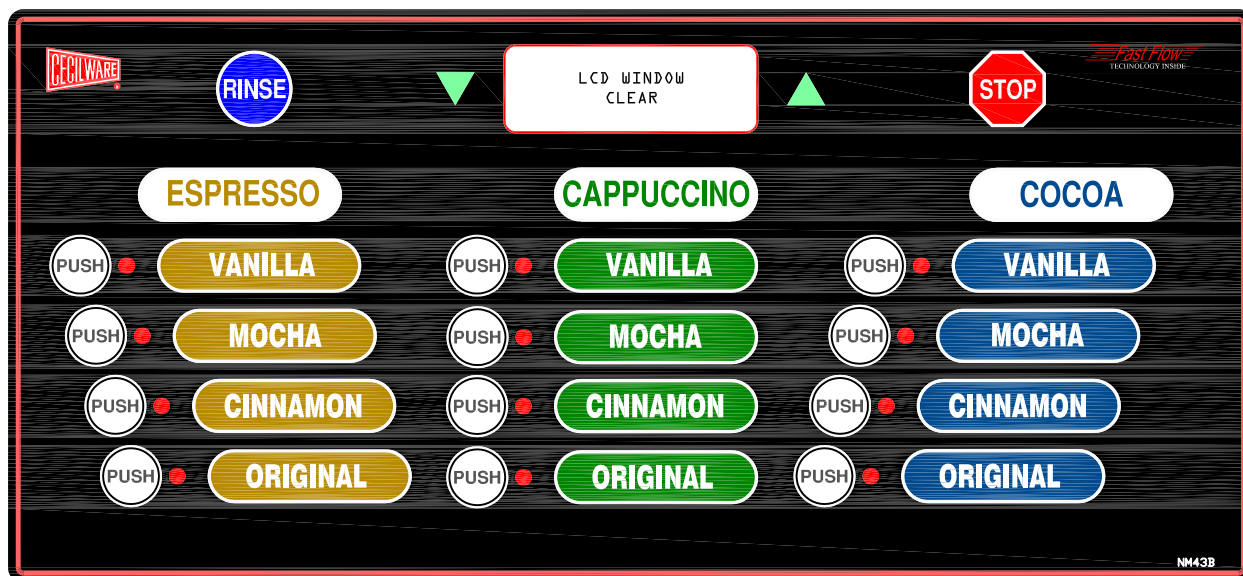 CECILWARE
RINSE
LCD WINDOW
CLEAR
STOP
Fast Flow
TECHNOLOGY INSIDE
ESPRESSO CAPPUCCINO COCOA
PUSH VANILLA PUSH VANILLA PUSH VANILLA
PUSH MOCHA PUSH MOCHA PUSH MOCHA
PUSH CINNAMON PUSH CINNAMON PUSH CINNAMON
PUSH ORIGINAL PUSH ORIGINAL PUSH ORIGINAL
NM43B